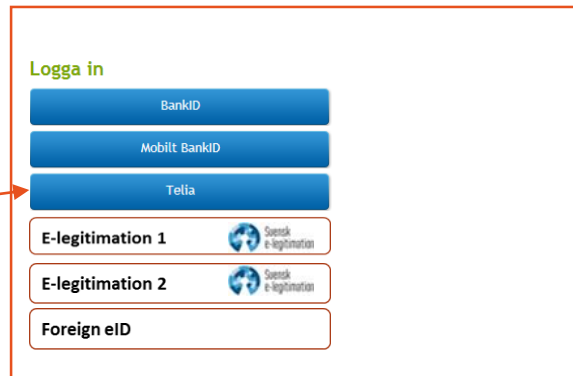 Logga in
BankID
Mobilt BankID
Telia
E-legitimation 1
Svensk
e-legitimation
E-legitimation 2
Svensk
e-legitimation
Foreign eID